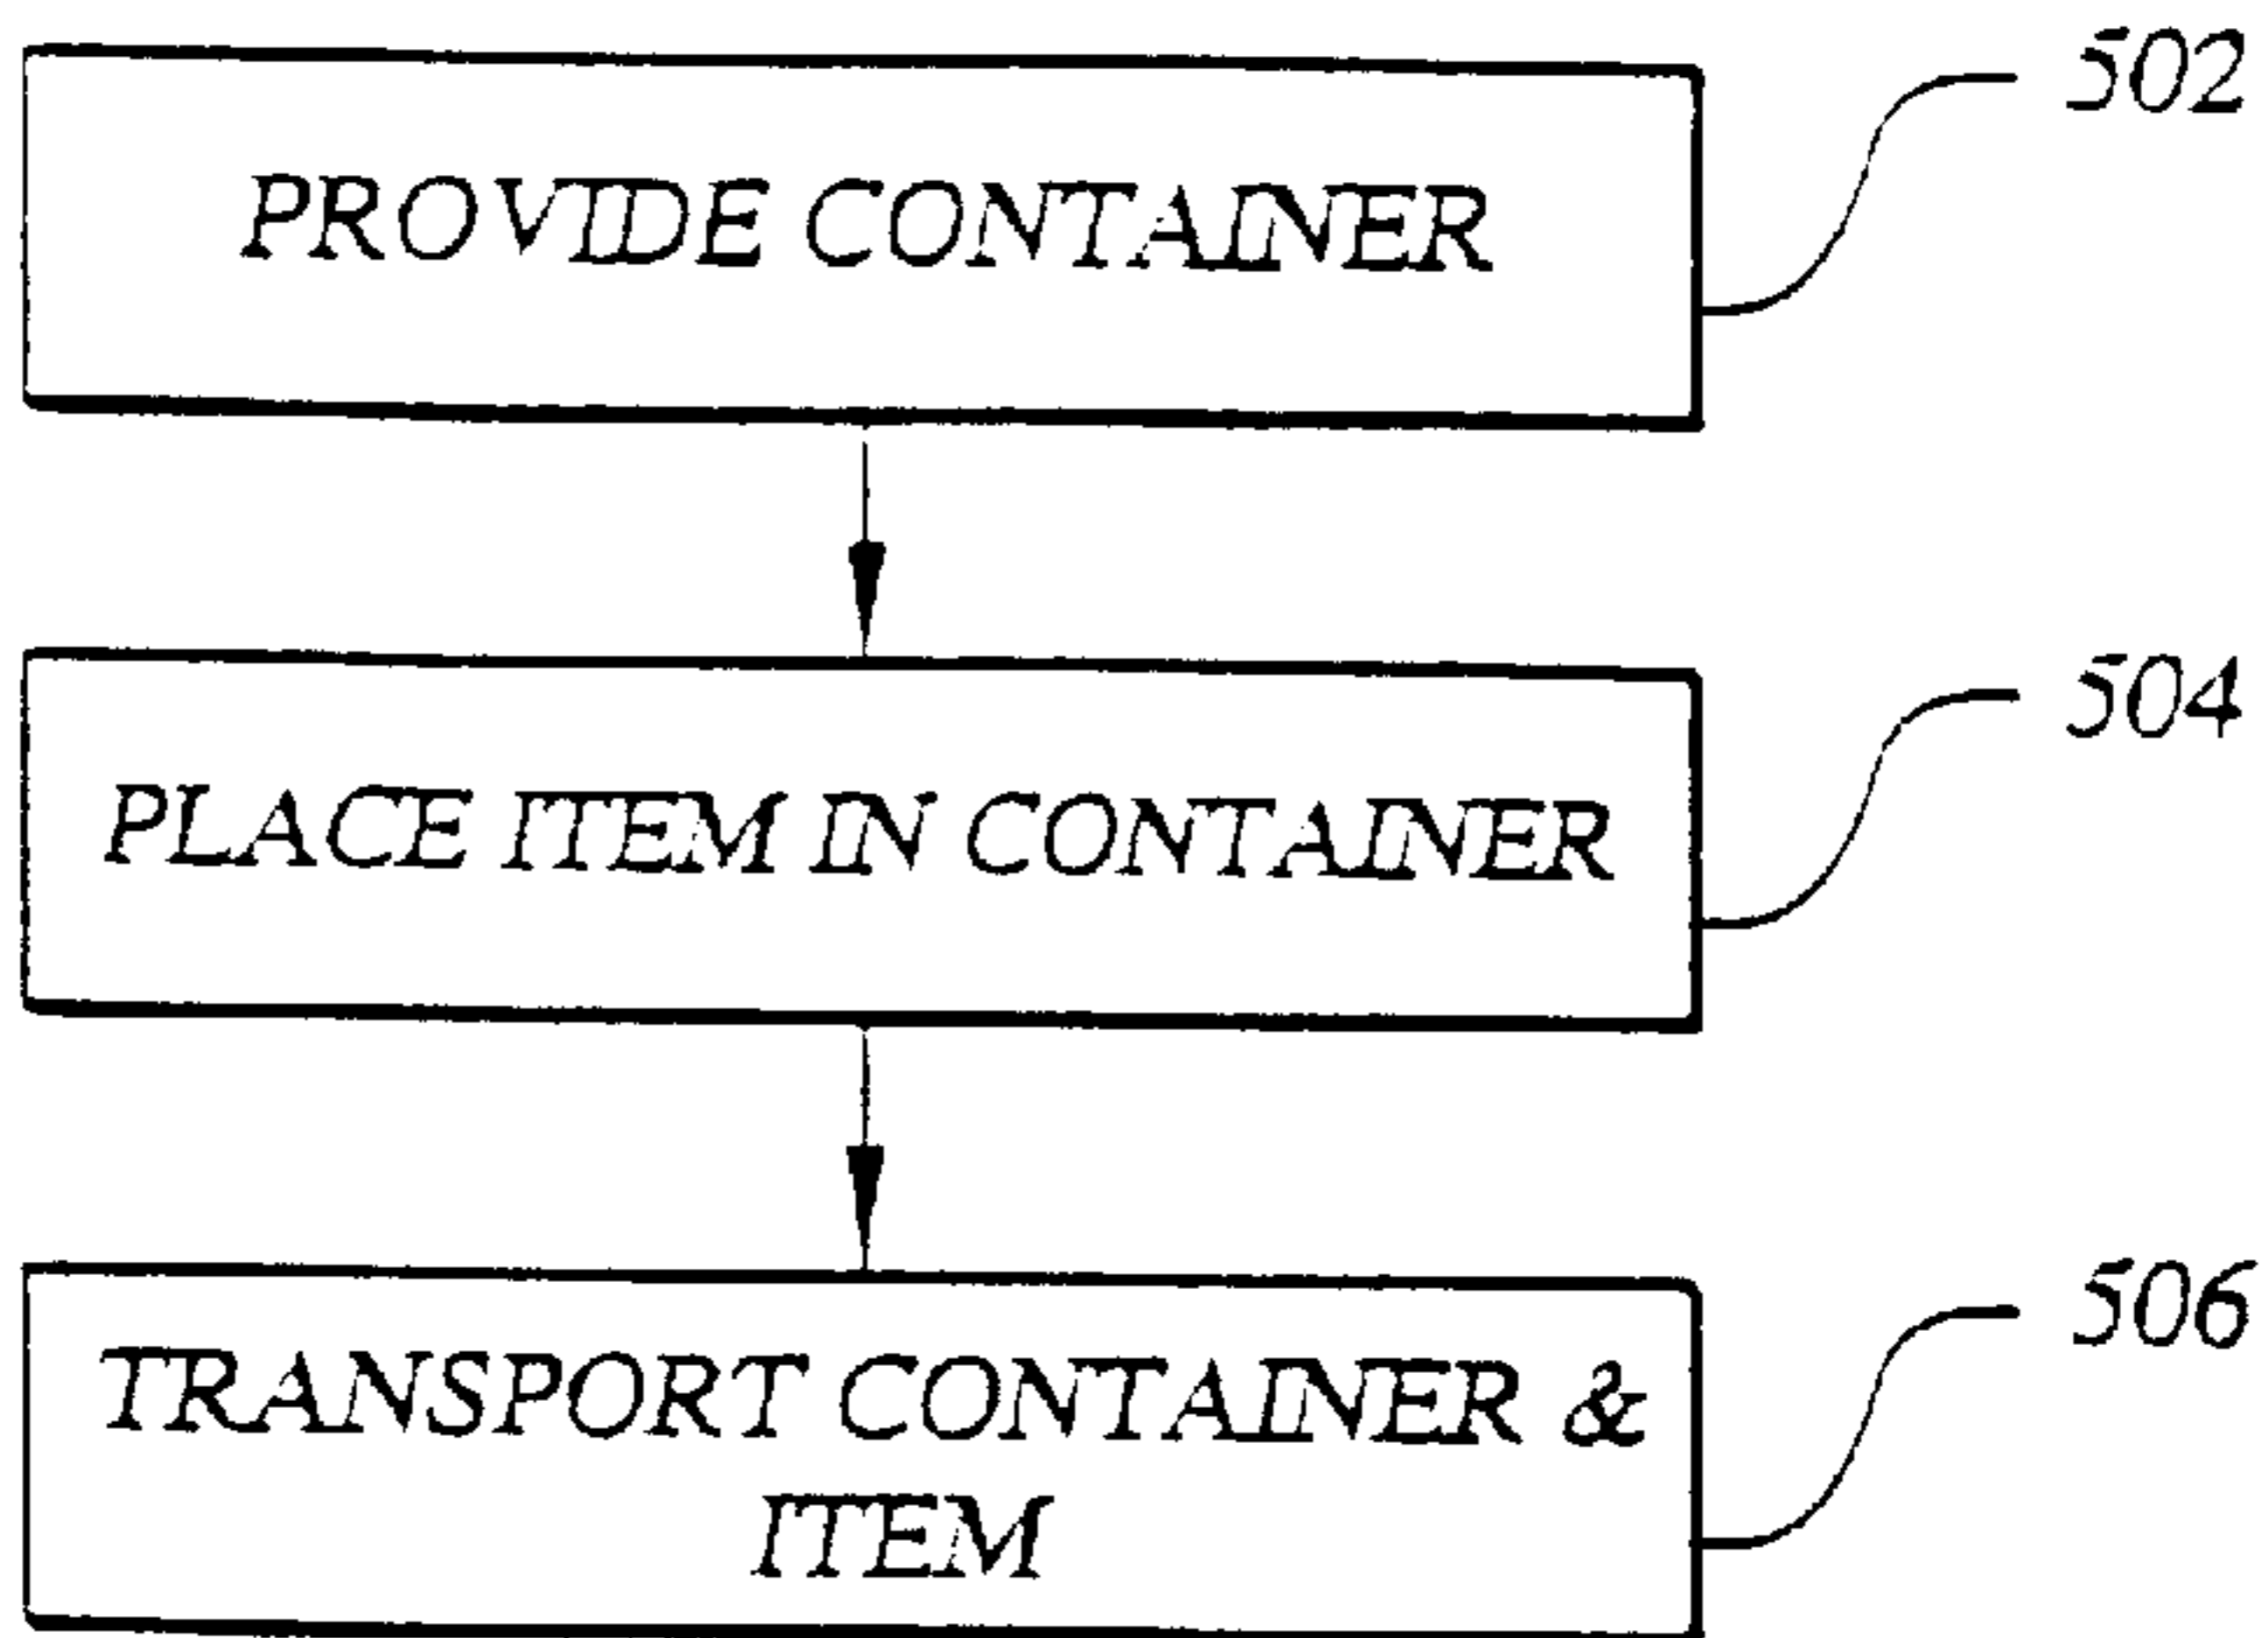 502
PROVIDE CONTAINER
504
PLACE ITEM IN CONTAINER
506
TRANSPORT CONTAINER &
ITEM